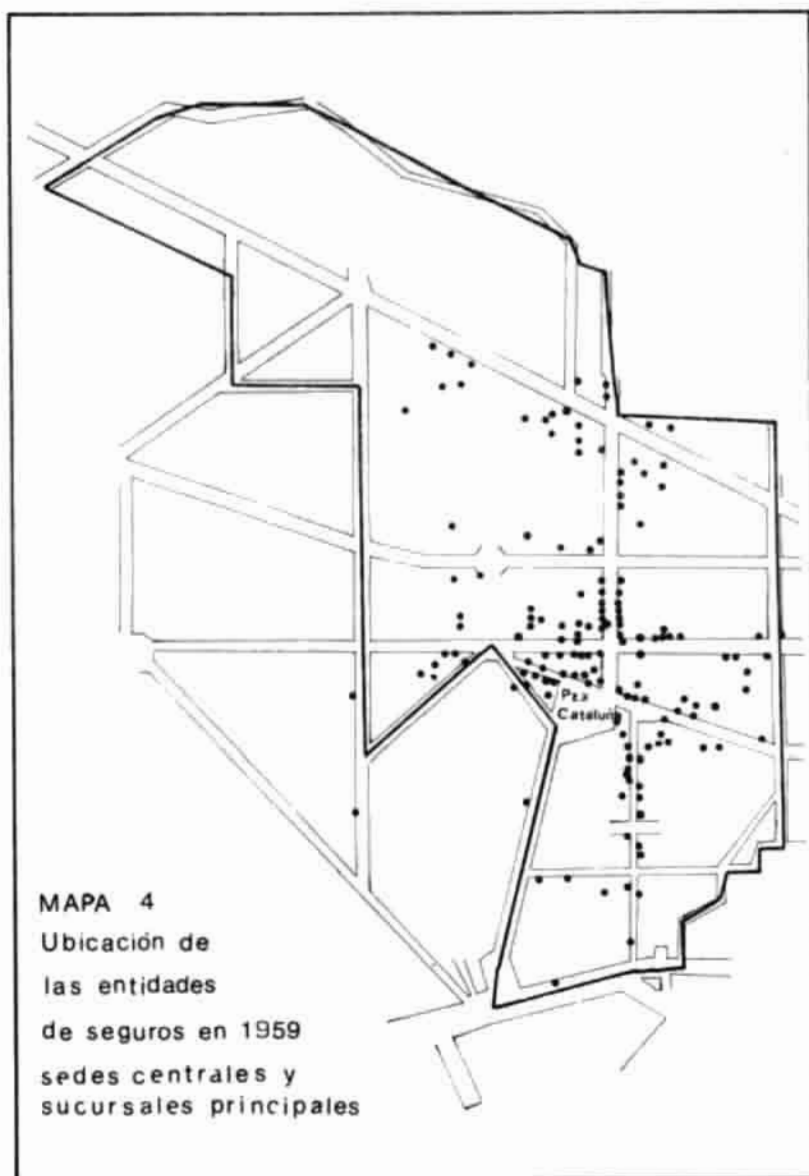 Pza
Cataluña
MAPA 4
Ubicación de
las entidades
de seguros en 1959
sedes centrales y
sucursales principales